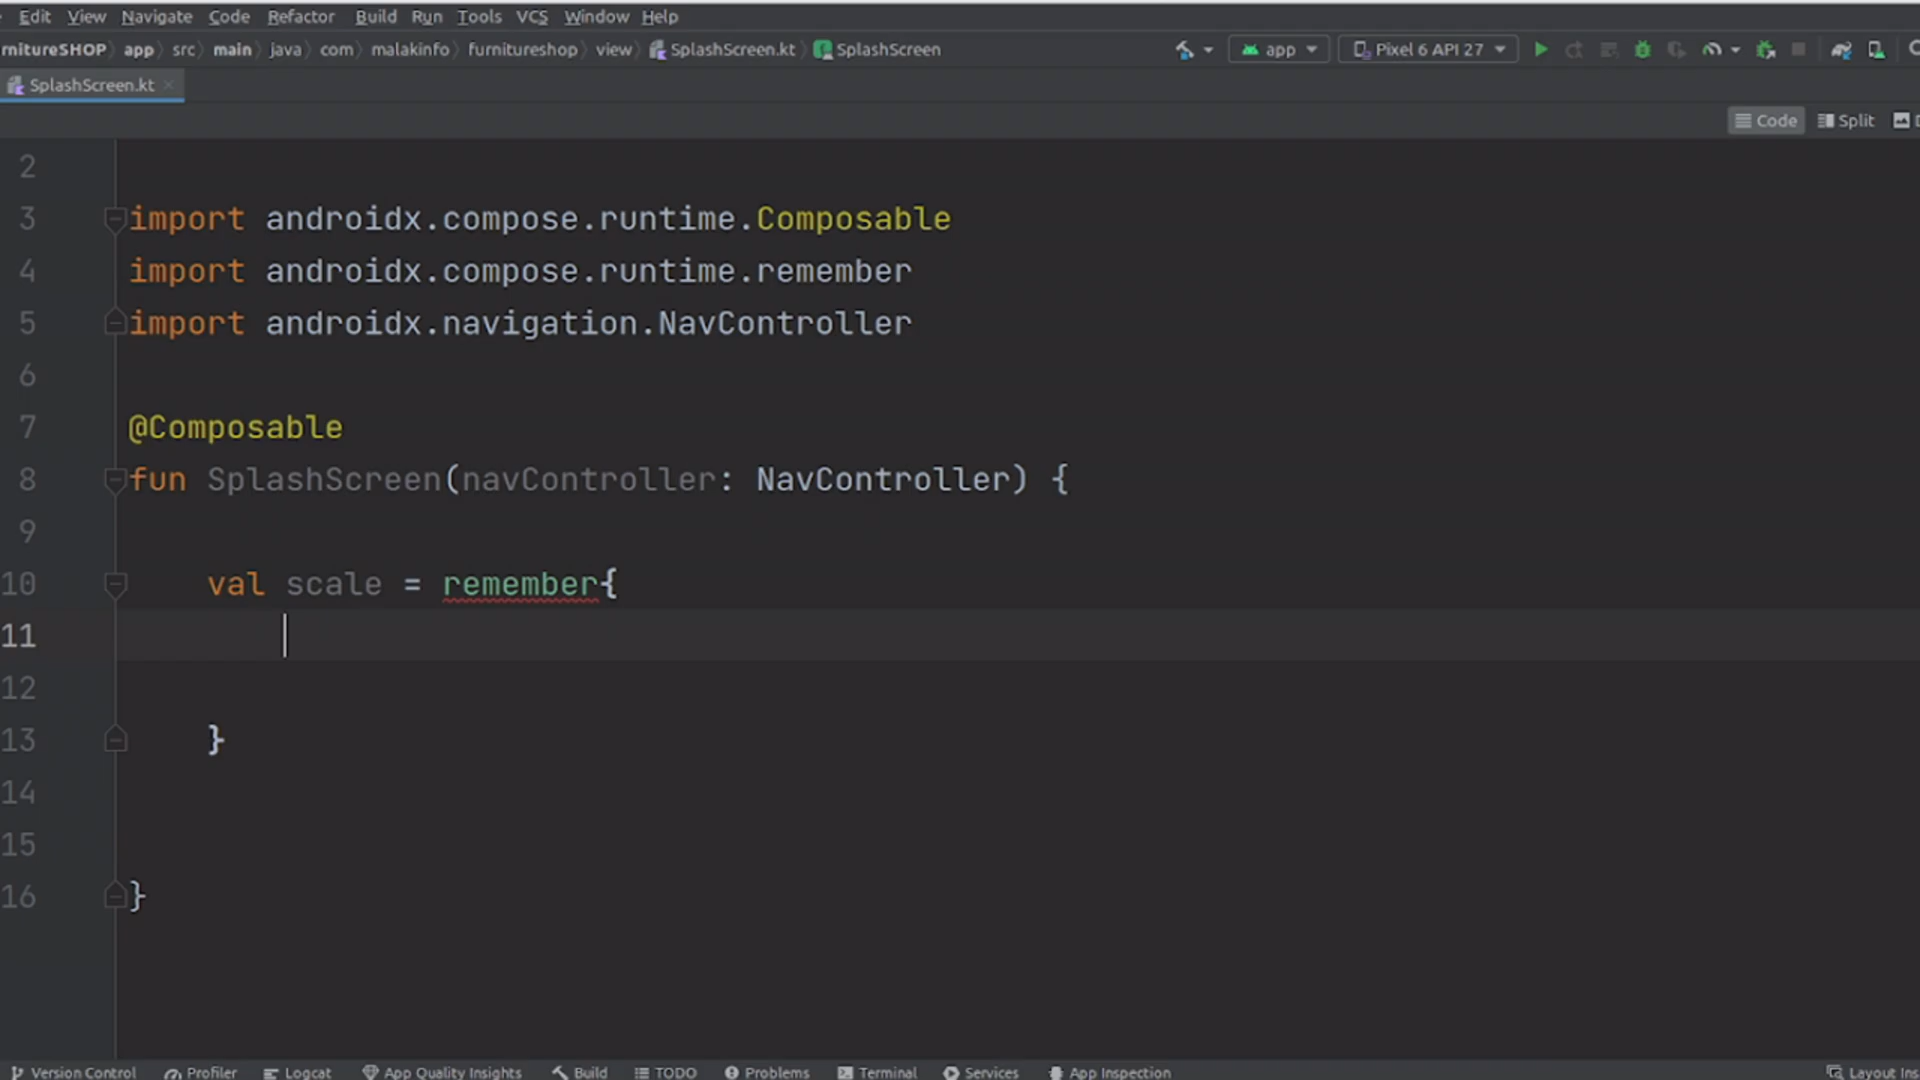 Edit View Navigate Code Refactor Build Run Tools VCS Window Help
rnitureSHOP app src main java com malakinfo furnitureshop view SplashScreen.kt SplashScreen app Pixel 6 API 27
SplashScreen.kt
Code Split
2
3 import androidx.compose.runtime.Composable
4 import androidx.compose.runtime.remember
5 import androidx.navigation.NavController
6
7 @Composable
8 fun SplashScreen(navController: NavController) {
9
10 val scale = remember{
11
12
13 }
14
15
16 }
Version Control Profiler Logcat App Quality Insights Build TODO Problems Terminal Services App Inspection Layout Ins